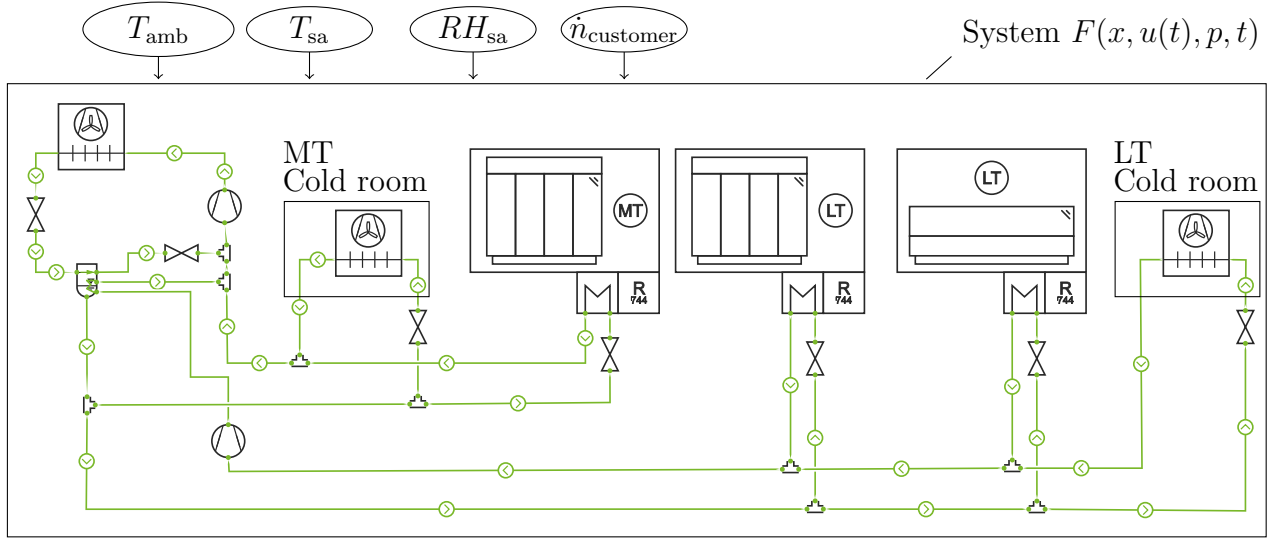 T_amb
T_sa
RH_sa
ṅ_customer
System F(x, u(t), p, t)
MT
Cold room
MT
R
744
LT
R
744
LT
R
744
LT
Cold room